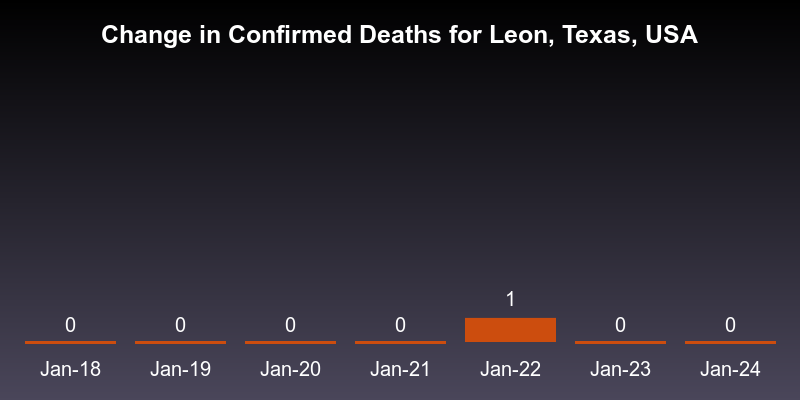 Change in Confirmed Deaths for Leon, Texas, USA
0 0 0 0 1 0 0
Jan-18 Jan-19 Jan-20 Jan-21 Jan-22 Jan-23 Jan-24